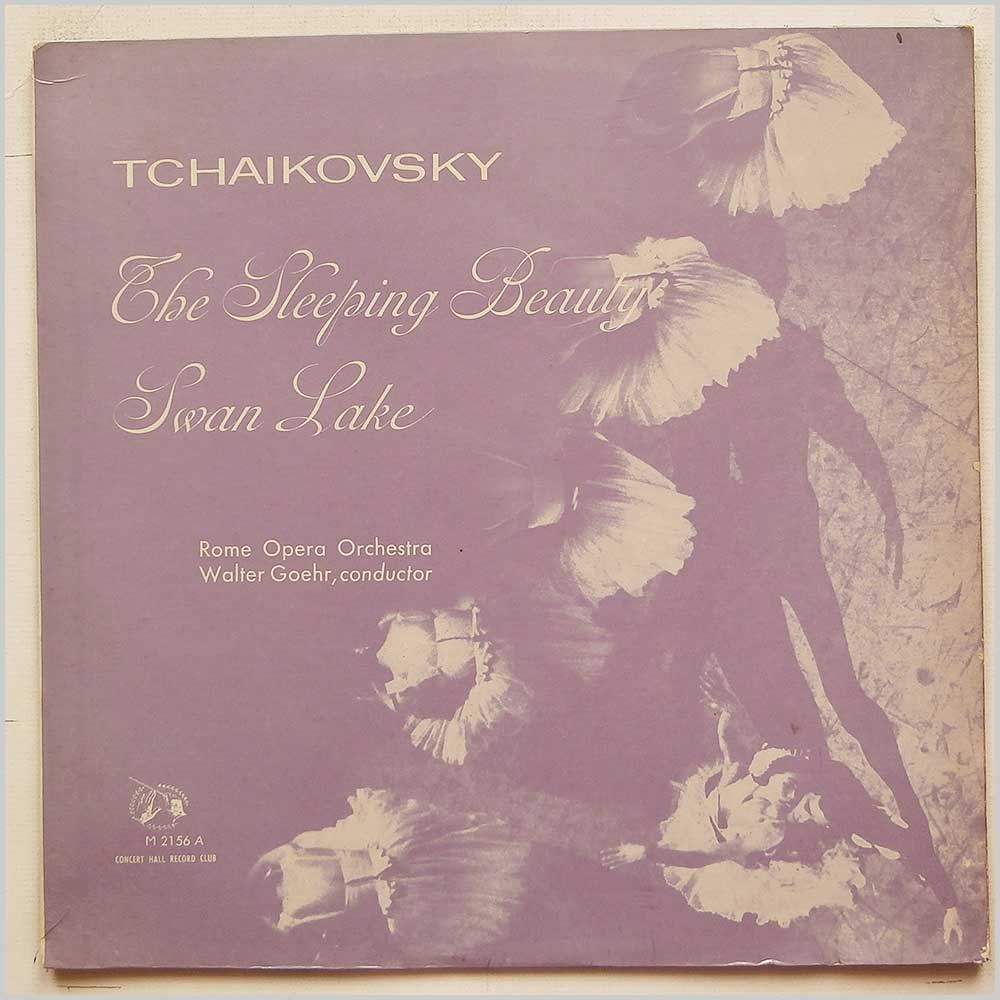 TCHAIKOVSKY
The Sleeping Beauty
Swan Lake
Rome Opera Orchestra
Walter Goehr, conductor
M 2156 A
CONCERT HALL RECORD CLUB